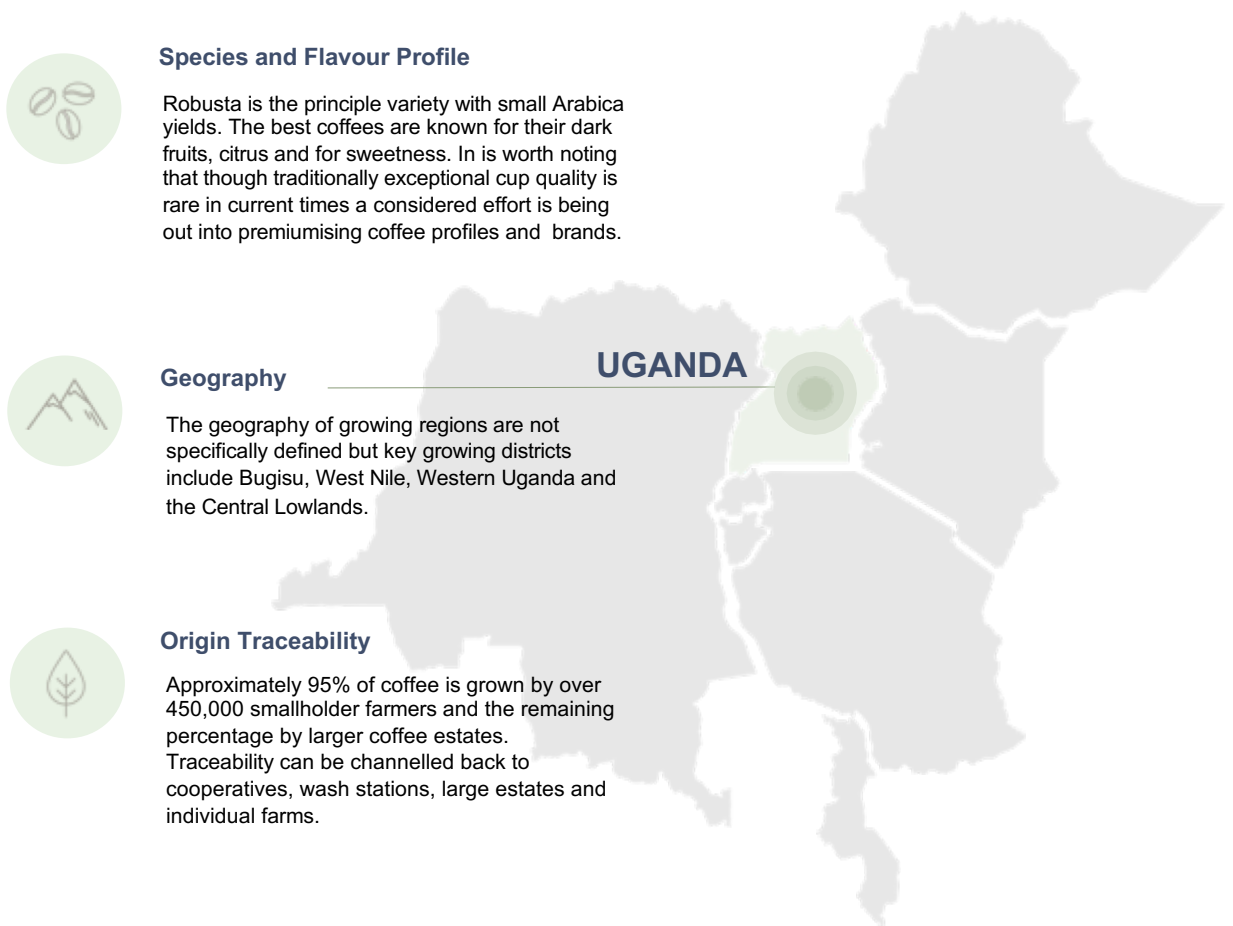 Species and Flavour Profile
Robusta is the principle variety with small Arabica
yields. The best coffees are known for their dark
fruits, citrus and for sweetness. In is worth noting
that though traditionally exceptional cup quality is
rare in current times a considered effort is being
out into premiumising coffee profiles and  brands.
UGANDA
Geography
The geography of growing regions are not
specifically defined but key growing districts
include Bugisu, West Nile, Western Uganda and
the Central Lowlands.
Origin Traceability
Approximately 95% of coffee is grown by over
450,000 smallholder farmers and the remaining
percentage by larger coffee estates.
Traceability can be channelled back to
cooperatives, wash stations, large estates and
individual farms.